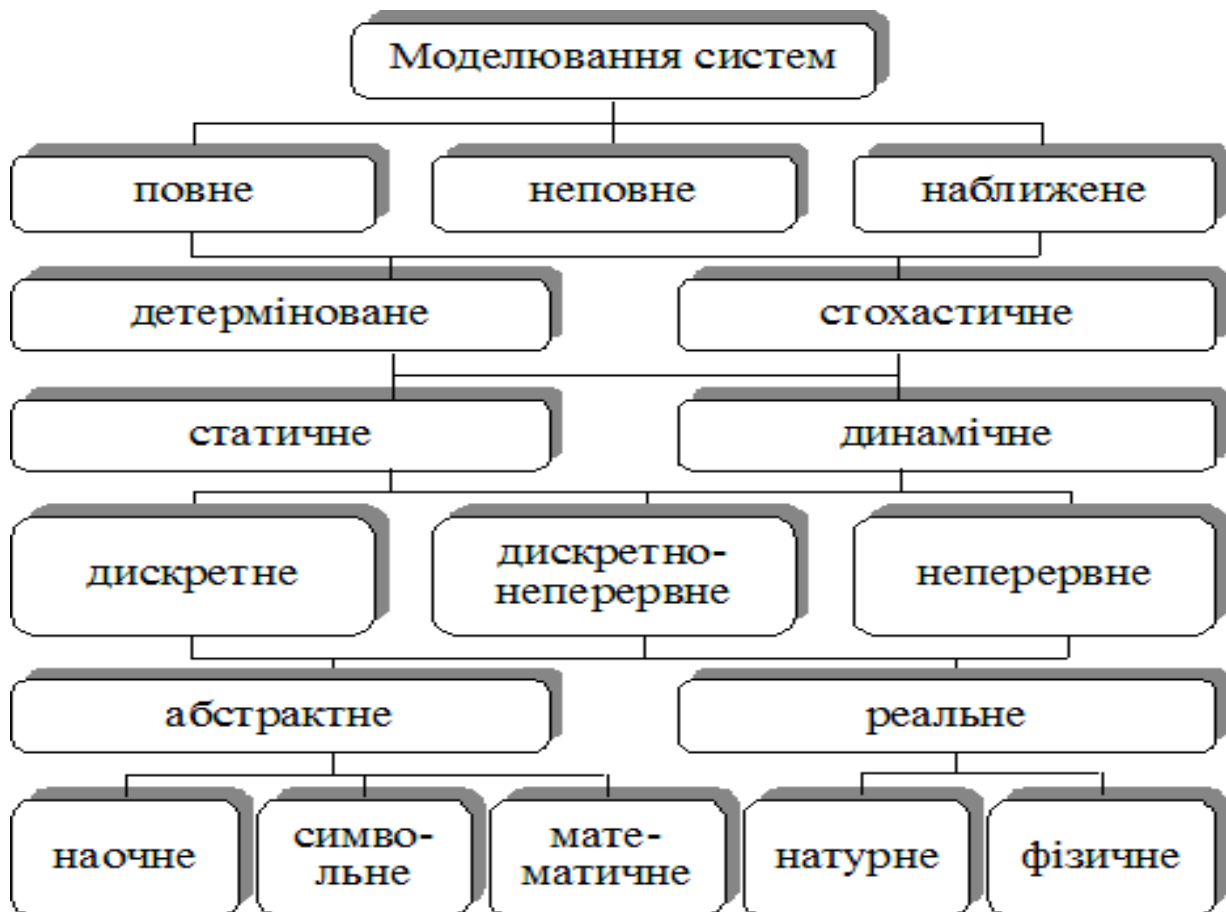 Моделювання систем
повне
неповне
наближене
детерміноване
стохастичне
статичне
динамічне
дискретне
дискретно-
неперервне
неперервне
абстрактне
реальне
наочне
симво-
льне
мате-
матичне
натурне
фізичне